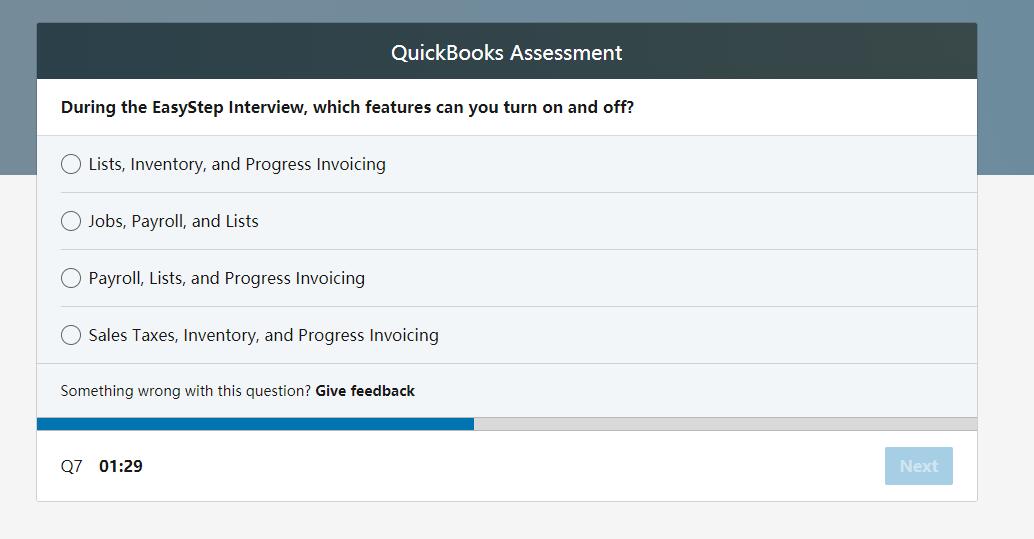 QuickBooks Assessment
During the EasyStep Interview, which features can you turn on and off?
Lists, Inventory, and Progress Invoicing
Jobs, Payroll, and Lists
Payroll, Lists, and Progress Invoicing
Sales Taxes, Inventory, and Progress Invoicing
Something wrong with this question? Give feedback
Q7 01:29 Next